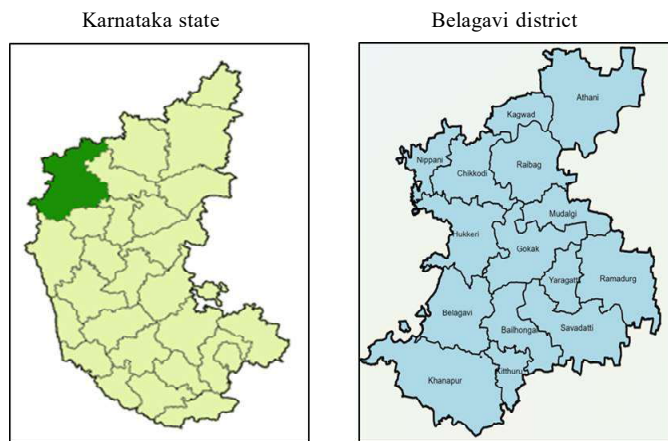 Karnataka state
Belagavi district
Athani
Kagwad
Nippani
Chikkodi
Raibag
Mudalgi
Hukkeri
Gokak
Yaragatti
Ramadurg
Belagavi
Bailhongal
Savadatti
Kitthuru
Khanapur